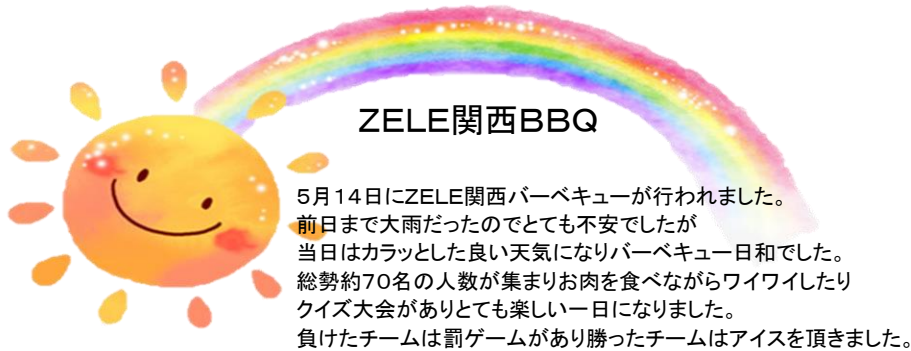 ZELE関西BBQ
5月14日にZELE関西バーベキューが行われました。
前日まで大雨だったのでとても不安でしたが
当日はカラッとした良い天気になりバーベキュー日和でした。
総勢約70名の人数が集まりお肉を食べながらワイワイしたり
クイズ大会がありとても楽しい一日になりました。
負けたチームは罰ゲームがあり勝ったチームはアイスを頂きました。